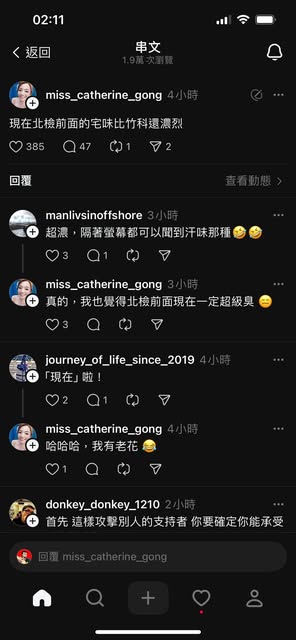 02:11
返回
串文
1.9萬 次瀏覽
miss_catherine_gong 4小時
現在北檢前面的宅味比竹科還濃烈
385 47 1 2
回覆
查看動態
manlivsinoffshore 3小時
超濃，隔著螢幕都可以聞到汗味那種🤣🤣
3 1
miss_catherine_gong 3小時
真的，我也覺得北檢前面現在一定超級臭 😑
3
journey_of_life_since_2019 4小時
「現在」啦！
2 1
miss_catherine_gong 4小時
哈哈哈，我有老花 😂
1
donkey_donkey_1210 2小時
首先 這樣攻擊別人的支持者 你要確定你能承受
回覆 miss_catherine_gong